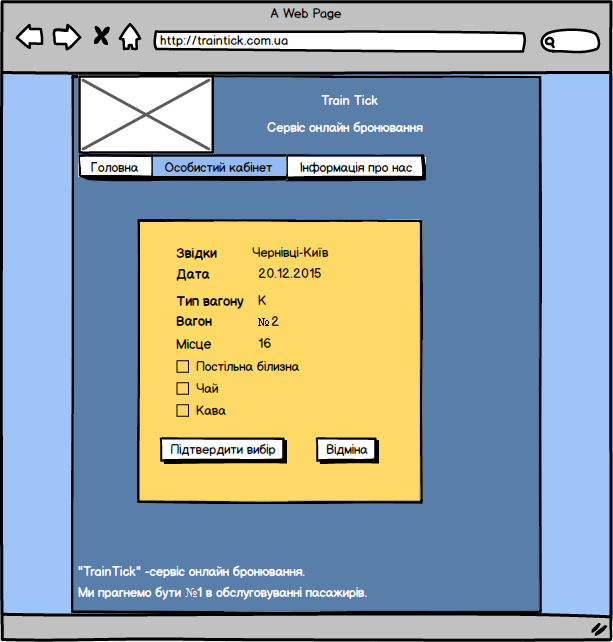 A Web Page
http://traintick.com.ua
Train Tick
Сервіс онлайн бронювання
Головна Особистий кабінет Інформація про нас
Звідки Чернівці-Київ
Дата 20.12.2015
Тип вагону К
Вагон №2
Місце 16
Постільна білизна
Чай
Кава
Підтвердити вибір Відміна
"TrainTick" -сервіс онлайн бронювання.
Ми прагнемо бути №1 в обслуговуванні пасажирів.